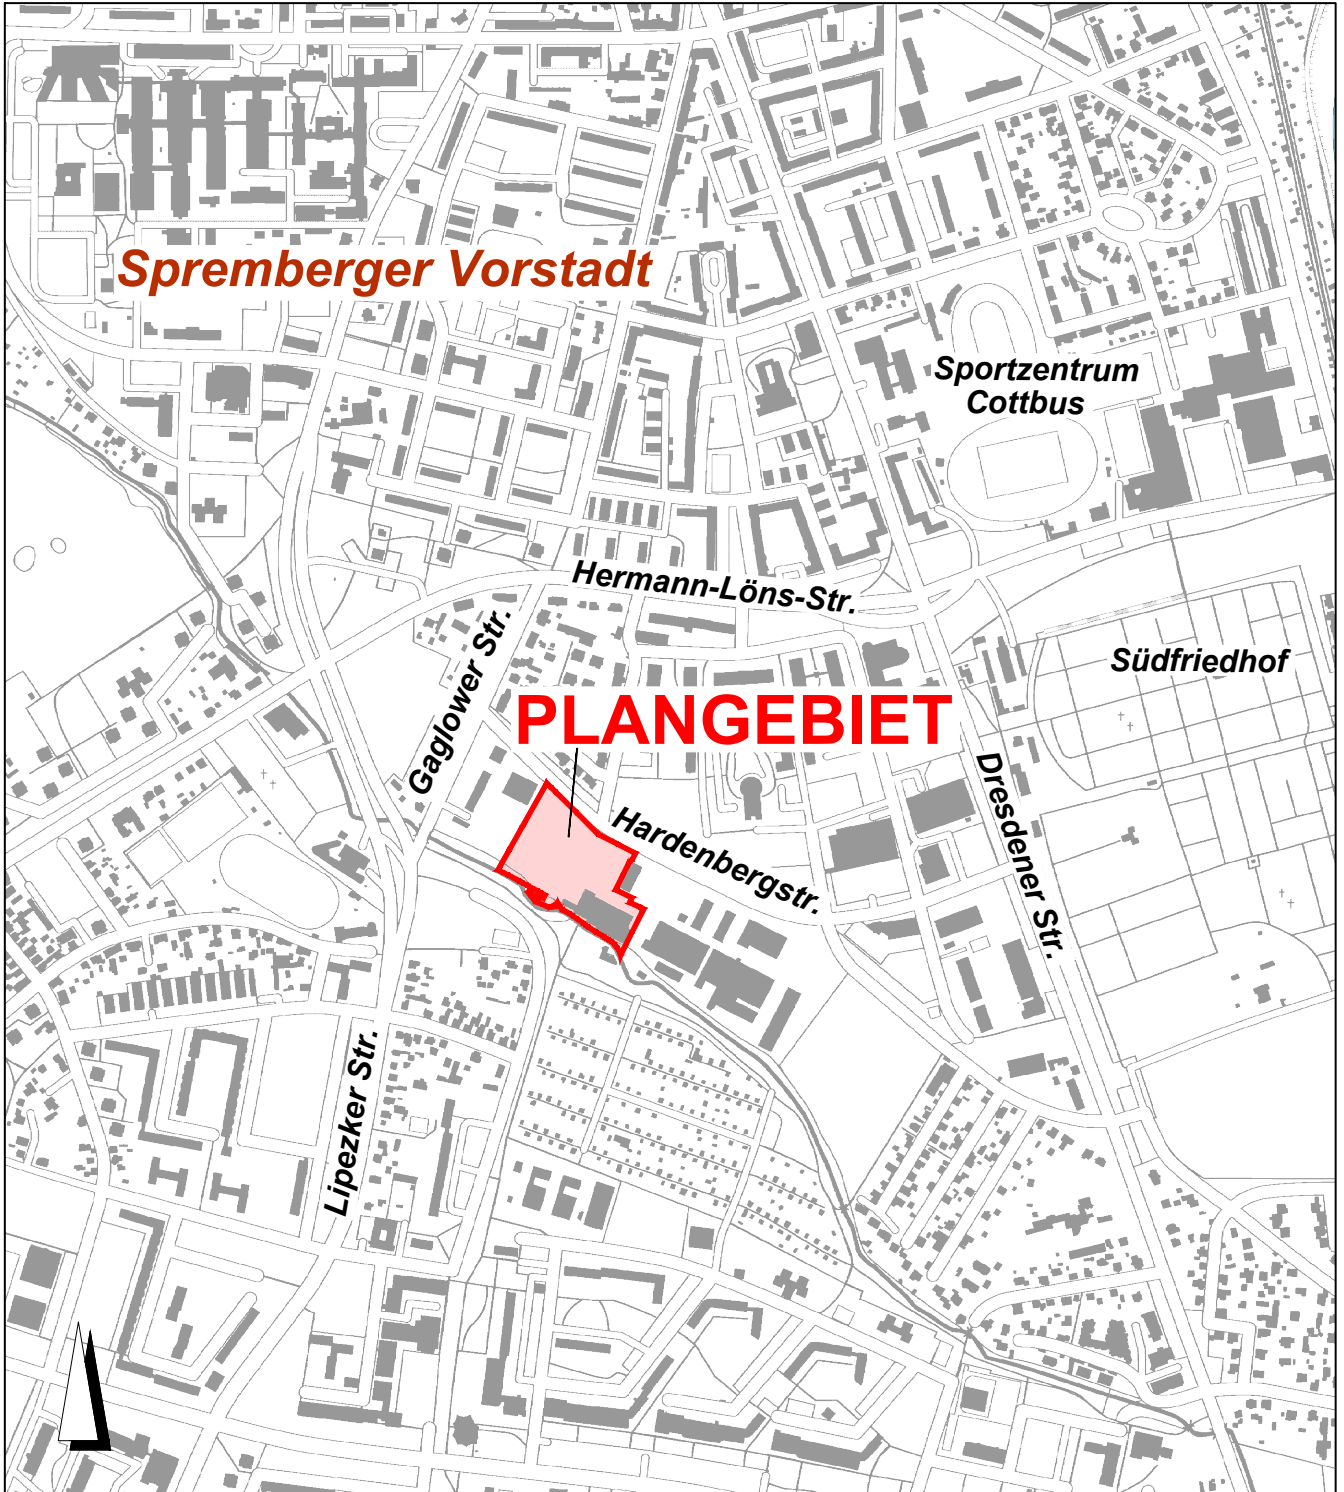 Spremberger Vorstadt
Sportzentrum
Cottbus
Hermann-Löns-Str.
Gaglower Str.
Südfriedhof
PLANGEBIET
Hardenbergstr.
Dresdener Str.
Lipezker Str.